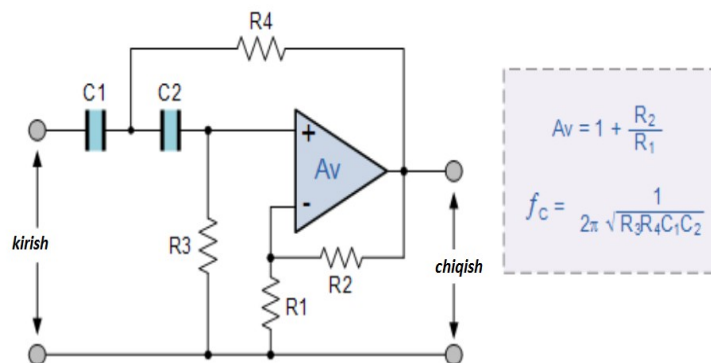 R4
C1
C2
+
Av
-
kirish
R3
R2
R1
chiqish
Av = 1 + R2/R1
fC = 1/(2π √R3R4C1C2)